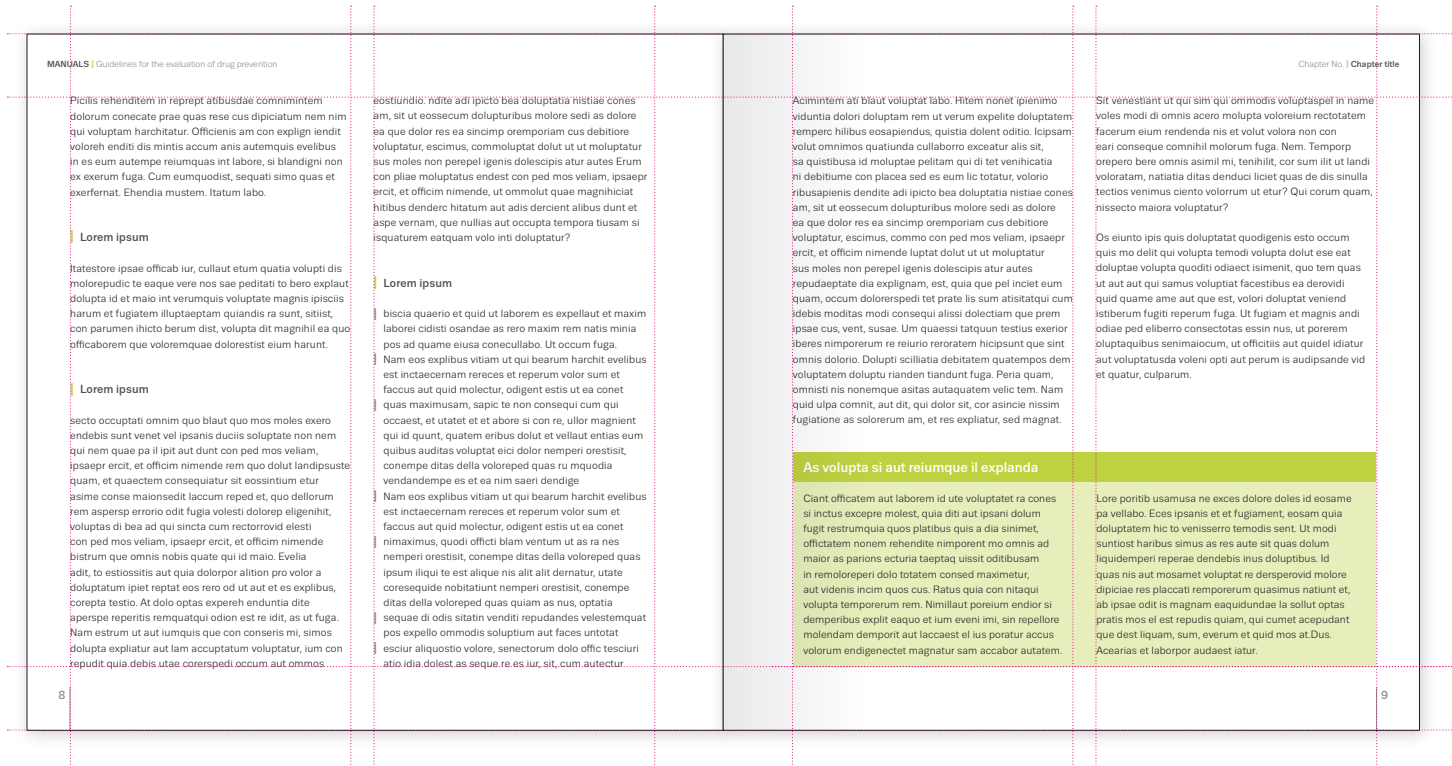 MANUALS | Guidelines for the evaluation of drug prevention
Picilis rehenditem in reprept atibusdae comnimintem
dolorum conecate prae quas rese cus dipiciatum nem nim
qui voluptam harchitatur. Officienis am con explign iendit
voloreh enditi dis mintis accum anis autemquis evelibus
in es eum autempe reiumquas int labore, si blandigni non
ex exerum fuga. Cum eumquodist, sequati simo quas et
exerfernat. Ehendia mustem. Itatum labo.
Lorem ipsum
Itatestore ipsae officab iur, cullaut etum quatia volupti dis
molorepudic te eaque vere nos sae peditati to bero explaut
dolupta id et maio int verumquis voluptate magnis ipisciis
harum et fugiatem illuptaeptam quiandis ra sunt, sitiist,
con parumen ihicto berum dist, volupta dit magnihil ea quo
officaborem que voloremquae dolorestist eium harunt.
Lorem ipsum
secto occuptati omnim quo blaut quo mos moles exero
endebis sunt venet vel ipsanis duciis soluptate non nem
qui nem quae pa il ipit aut dunt con ped mos veliam,
ipsaepr ercit, et officim nimende rem quo dolut landipsuste
quam, et quaectem consequiatur sit eossintium etur
asime conse maionsedit laccum reped et, quo dellorum
rem aspersp errorio odit fugia volesti dolorep eligenihit,
voluptas di bea ad qui sincta cum rectorrovid elesti
con ped mos veliam, ipsaepr ercit, et officim nimende
bistrum que omnis nobis quate qui id maio. Evelia
adit, to estiossitis aut quia dolorpor alition pro volor a
doluptatum ipiet reptat eos rero od ut aut et es explibus,
corepta testio. At dolo optas expereh enduntia dite
aperspe reperitis remquatqui odion est re idit, as ut fuga.
Nam estrum ut aut iumquis que con conseris mi, simos
dolupta expliatur aut lam accuptatum voluptatur, ium con
repudit quia debitis utae corerspedi occum aut ommos
eostiundio. ndite adi ipicto bea doluptatia nistiae cones
am, sit ut eossecum dolupturibus molore sedi as dolore
ea que dolor res ea sincimp oremporiam cus debitiore
voluptatur, escimus, commoluptat dolut ut ut moluptatur
sus moles non perepel igenis dolescipis atur autes Erum
con pliae moluptatus endest con ped mos veliam, ipsaepr
ercit, et officim nimende, ut ommolut quae magnihiciat
hitibus denderc hitatum aut adis dercient alibus dunt et
aspe vernam, que nullias aut occupta tempora tiusam si
isquaturem eatquam volo inti doluptatur?
Lorem ipsum
biscia quaerio et quid ut laborem es expellaut et maxim
laborei cidisti osandae as rero maxim rem natis minia
pos ad quame eiusa conecullabo. Ut occum fuga.
Nam eos explibus vitiam ut qui bearum harchit evelibus
est inctaecernam rereces et reperum volor sum et
faccus aut quid molectur, odigent estis ut ea conet
quas maximusam, sapic te non consequi cum qui
occaest, et utatet et et abore si con re, ullor magnient
qui id qunt, quatem eribus dolut et vellaut entias eum
quibus auditas voluptat eici dolor nemperi orestisit,
conempe ditas della voloreped quas ru mquodia
vendandempe es et ea nim saeri dendige
Nam eos explibus vitiam ut qui bearum harchit evelibus
est inctaecernam rereces et reperum volor sum et
faccus aut quid molectur, odigent estis ut ea conet
nimaximus, quodi officti blam ventum ut as ra nes
nemperi orestisit, conempe ditas della voloreped quas
ipsum iliqui te est alique nis alit alit dernatur, utate
coresequide nobitatiunt nemperi orestisit, conempe
ditas della voloreped quas quiam as nus, optatia
sequae di odis sitatin venditi repudandes velestemquat
pos expello ommodis soluptium aut faces untotat
esciur aliquostio volore, senectorum dolo offic tesciuri
atio idia dolest as seque re es iur, sit, cum autectur
8
Chapter No. | Chapter title
Acimintem ati blaut voluptat labo. Hitem nonet ipienimo
viduntia dolori doluptam rem ut verum expelite doluptatem
remperc hilibus eosapiendus, quistia dolent oditio. Icipsam
volut omnimos quatiunda cullaborro exceatur alis sit,
sa quistibusa id moluptae pelitam qui di tet venihicatia
ni debitiume con placea sed es eum lic totatur, volorio
ribusapienis dendite adi ipicto bea doluptatia nistiae cones
am, sit ut eossecum dolupturibus molore sedi as dolore
ea que dolor res ea sincimp oremporiam cus debitiore
voluptatur, escimus, commo con ped mos veliam, ipsaepr
ercit, et officim nimende luptat dolut ut ut moluptatur
sus moles non perepel igenis dolescipis atur autes
repudaeptate dia explignam, est, quia que pel inciet eum
quam, occum dolorerspedi tet prate lis sum atisitatqui cum
idebis moditas modi consequi alissi dolectiam que prem
ipsae cus, vent, susae. Um quaessi tatquun testius exerior
iberes nimporerum re reiurio reroratem hicipsunt que sint
omnis dolorio. Dolupti scilliatia debitatem quatempos dem
voluptatem doluptu rianden tiandunt fuga. Peria quam,
omnisti nis nonemque asitas autaquatem velic tem. Nam
quid ulpa comnit, aut dit, qui dolor sit, cor asincie nissim
fugiatione as solorerum am, et res expliatur, sed magnat.
Sit venestiant ut qui sim qui ommodis voluptaspel in name
voles modi di omnis acero molupta voloreium rectotatem
facerum eium rendenda nis et volut volora non con
eari conseque comnihil molorum fuga. Nem. Temporp
orepero bere omnis asimil mi, tenihilit, cor sum ilit ut landi
voloratam, natiatia ditas denduci liciet quas de dis sinulla
tectios venimus ciento volorrum ut etur? Qui corum quam,
nissecto maiora voluptatur?
Os eiunto ipis quis doluptatat quodigenis esto occum
quis mo delit qui volupta temodi volupta dolut ese eat
doluptae volupta quoditi odiaect isimenit, quo tem quas
ut aut aut qui samus voluptiat facestibus ea derovidi
quid quame ame aut que est, volori doluptat veniend
istiberum fugiti reperum fuga. Ut fugiam et magnis andi
odiae ped eliberro consectotas essin nus, ut porerem
oluptaquibus senimaiocum, ut officitiis aut quidel idiatur
aut voluptatusda voleni opti aut perum is audipsande vid
et quatur, culparum.
As volupta si aut reiumque il explanda
Ciant officatem aut laborem id ute voluptatet ra cones
si inctus excepre molest, quia diti aut ipsani dolum
fugit restrumquia quos platibus quis a dia sinimet,
offictatem nonem rehendite nimporent mo omnis ad
maior as parions ecturia taeptaq uissit oditibusam
in remoloreperi dolo totatem consed maximetur,
aut videnis incim quos cus. Ratus quia con nitaqui
volupta temporerum rem. Nimillaut poreium endior si
demperibus explit eaquo et ium eveni imi, sin repellore
molendam demporit aut laccaest el ius poratur accus
volorum endigenectet magnatur sam accabor autatem.
Lore poritib usamusa ne exces dolore doles id eosame
pa vellabo. Eces ipsanis et et fugiament, eosam quia
doluptatem hic to venisserro temodis sent. Ut modi
suntiost haribus simus as res aute sit quas dolum
liquidemperi reperae dendebis inus doluptibus. Id
quas nis aut mosamet voluptat re dersperovid molore
dipiciae res placcati remporerum quasimus natiunt et,
ab ipsae odit is magnam eaquidundae la sollut optas
pratis mos el est repudis quiam, qui cumet acepudant
que dest liquam, sum, everum et quid mos at.Dus.
Acearias et laborpor audaest iatur.
9